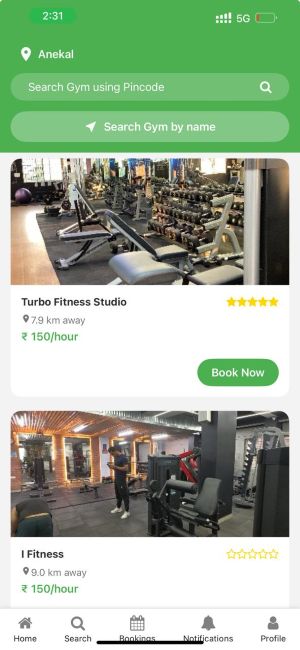 2:31
5G
Anekal
Search Gym using Pincode
Search Gym by name
Turbo Fitness Studio
7.9 km away
₹ 150/hour
Book Now
I Fitness
9.0 km away
₹ 150/hour
Home
Search
Bookings
Notifications
Profile